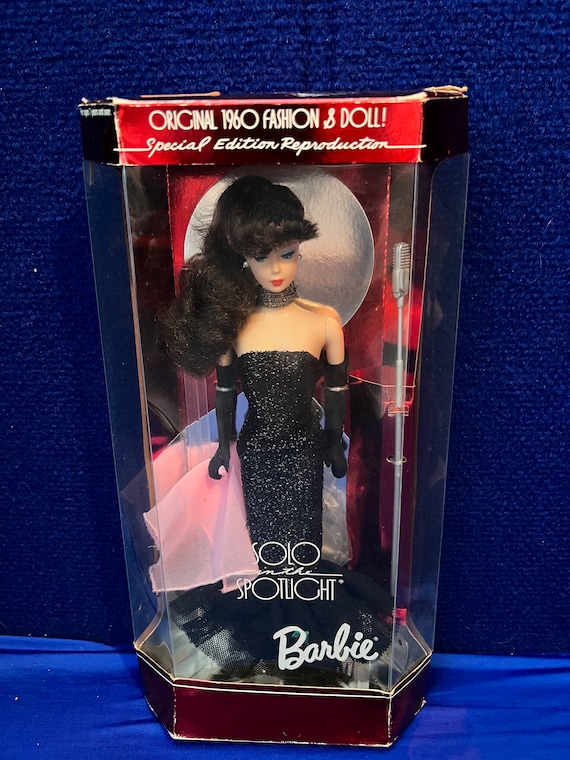 ORIGINAL 1960 FASHION & DOLL!
Special Edition Reproduction
SOLO
in the
SPOTLIGHT®
Barbie®